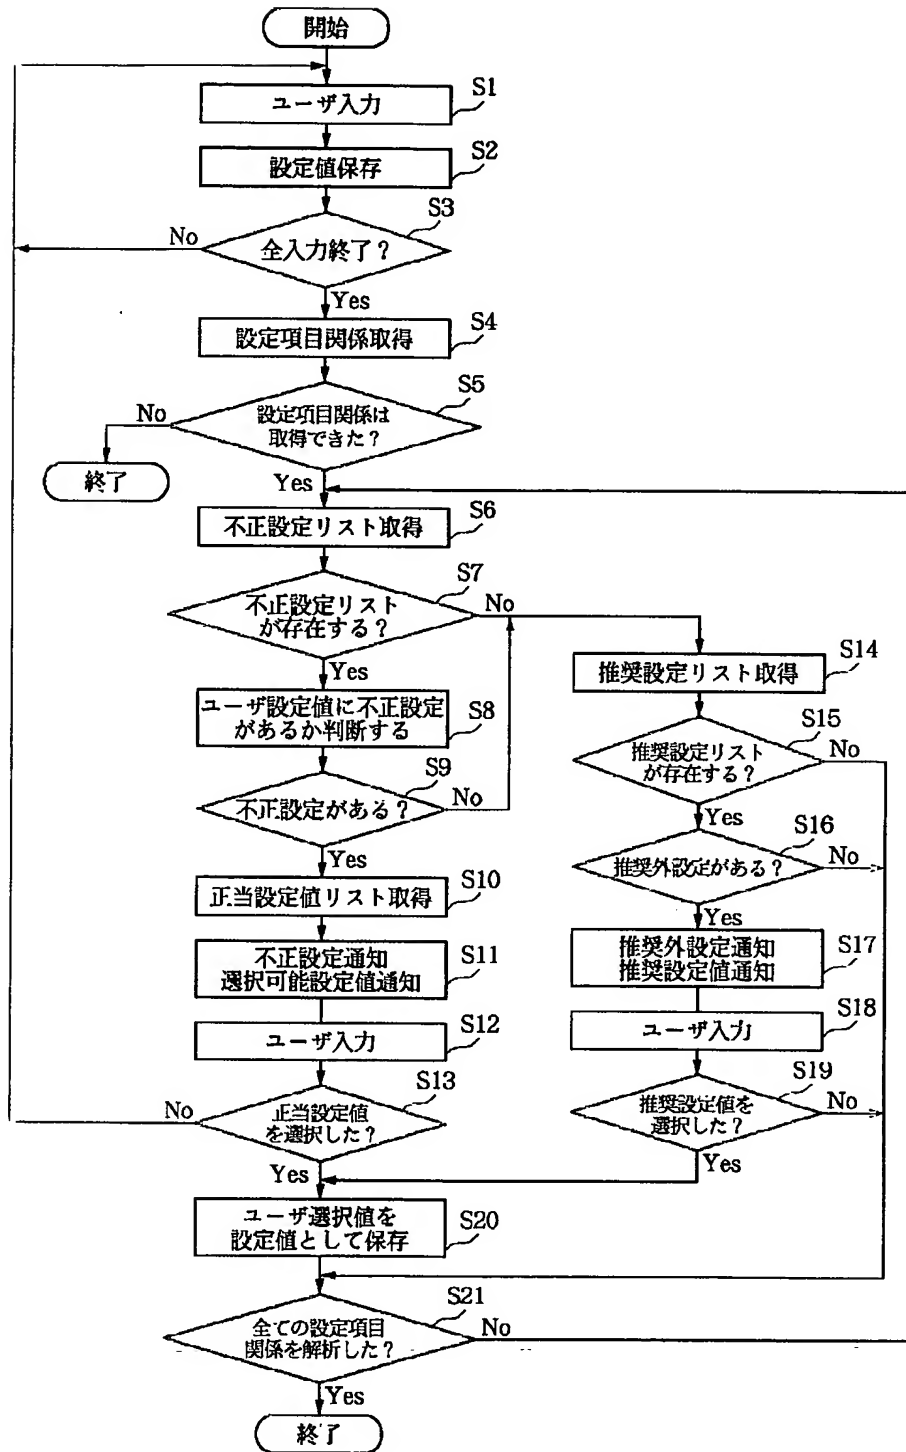 開始
S1
ユーザ入力
S2
設定値保存
S3
全入力終了?
No
Yes
S4
設定項目関係取得
S5
設定項目関係は
取得できた?
No
終了
Yes
S6
不正設定リスト取得
S7
不正設定リスト
が存在する?
No
Yes
S8
ユーザ設定値に不正設定
があるか判断する
S9
不正設定がある?
No
Yes
S10
正当設定値リスト取得
S11
不正設定通知
選択可能設定値通知
S12
ユーザ入力
S13
正当設定値
を選択した?
No
Yes
S14
推奨設定リスト取得
S15
推奨設定リスト
が存在する?
No
Yes
S16
推奨外設定がある?
No
Yes
S17
推奨外設定通知
推奨設定値通知
S18
ユーザ入力
S19
推奨設定値を
選択した?
No
Yes
S20
ユーザ選択値を
設定値として保存
S21
全ての設定項目
関係を解析した?
No
Yes
終了